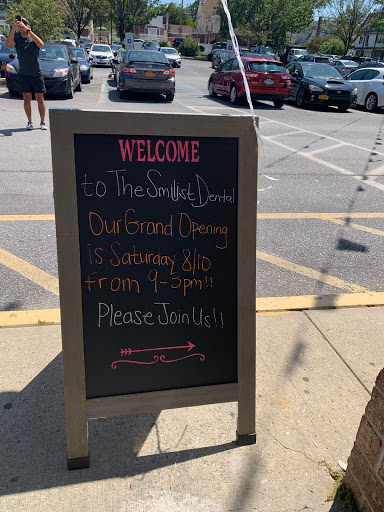 WELCOME
to The Smilist Dental
Our Grand Opening
is Saturday 8/10
from 9-3pm!!
Please Join Us!!